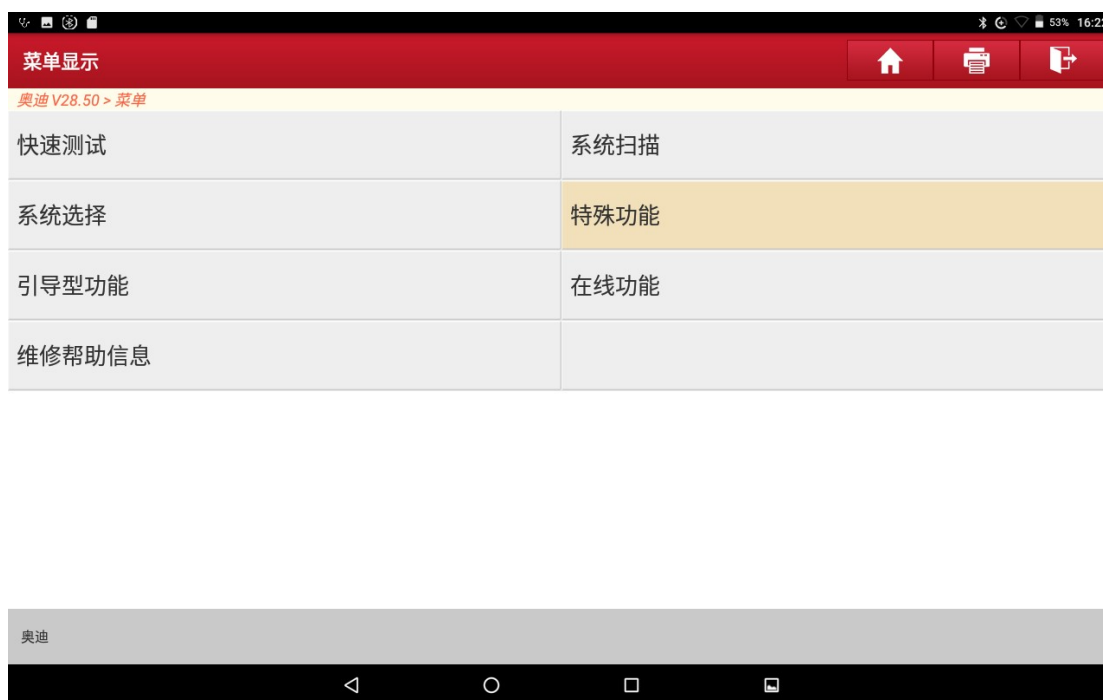 53% 16:22
菜单显示
奥迪 V28.50 > 菜单
快速测试
系统扫描
系统选择
特殊功能
引导型功能
在线功能
维修帮助信息
奥迪